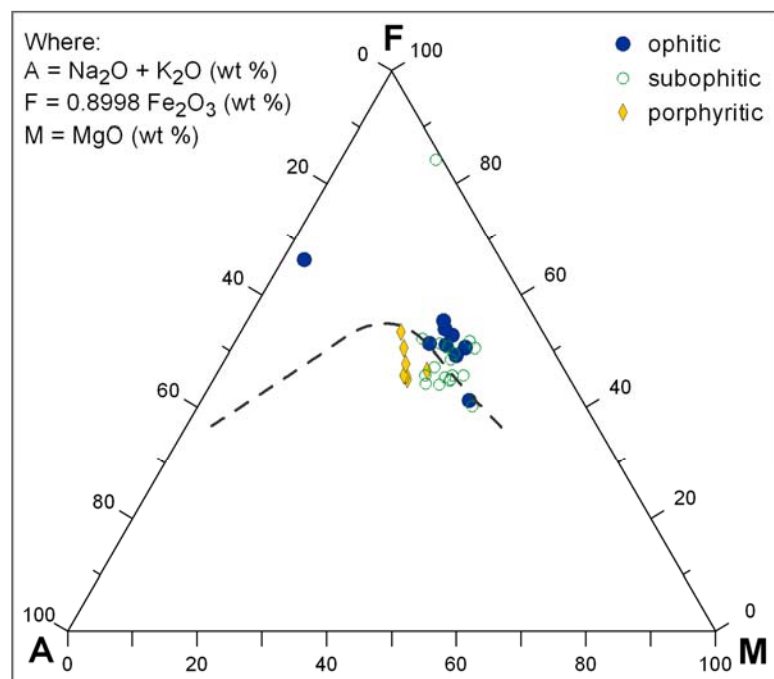 Where:
A = Na₂O + K₂O (wt %)
F = 0.8998 Fe₂O₃ (wt %)
M = MgO (wt %)
F
0 100
ophitic
subophitic
porphyritic
20 80
40 60
60 40
80 20
100 0
A M
0 20 40 60 80 100